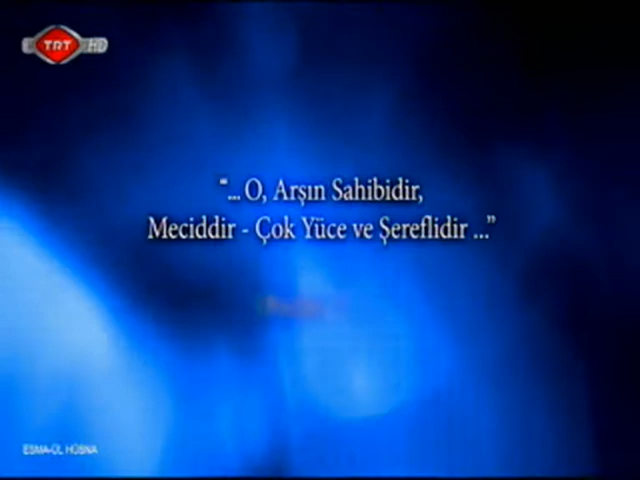 TRT HD
"... O, Arşın Sahibidir,
Meciddir - Çok Yüce ve Şereflidir ..."
ESMA-ÜL HÜSNA